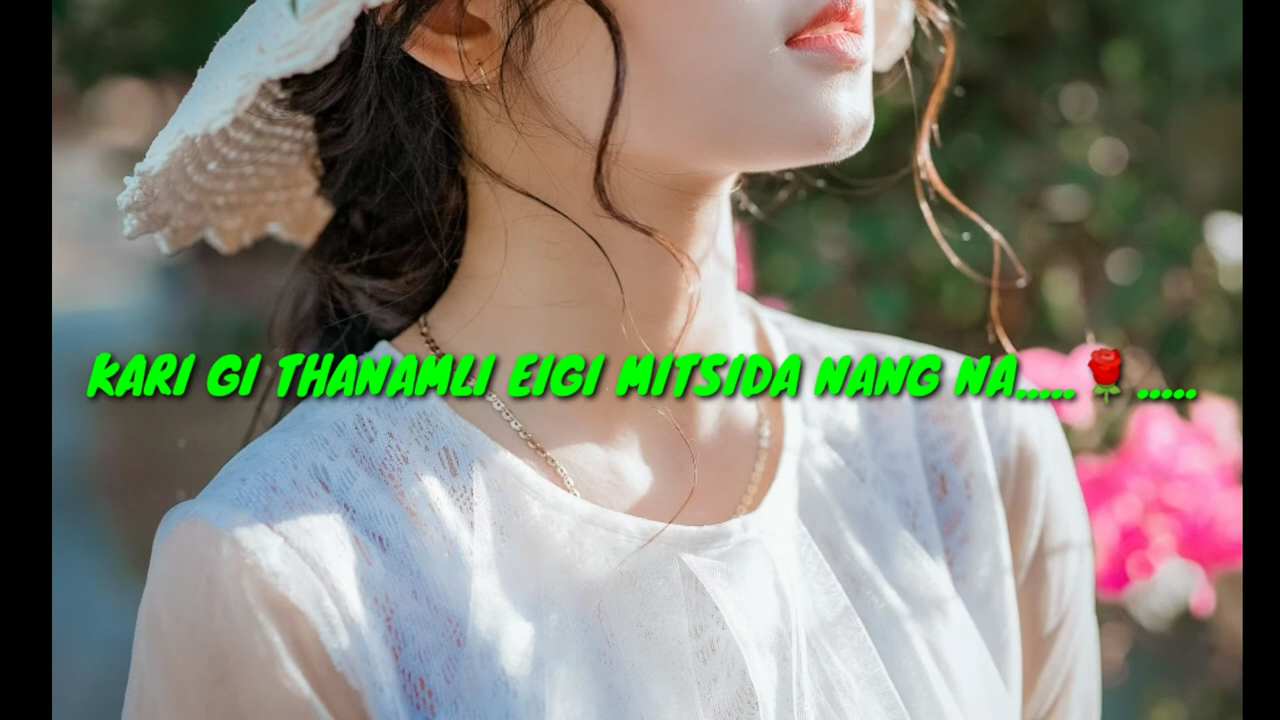 KARI GI THANAMLI EIGI MITSIDA NANG NA.....🌹.....